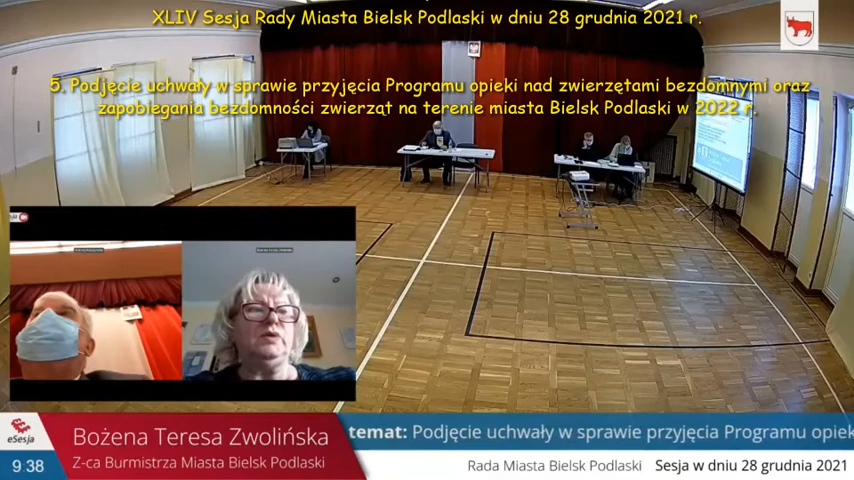 XLIV Sesja Rady Miasta Bielsk Podlaski w dniu 28 grudnia 2021 r.
5. Podjęcie uchwały w sprawie przyjęcia Programu opieki nad zwierzętami bezdomnymi oraz
zapobiegania bezdomności zwierząt na terenie miasta Bielsk Podlaski w 2022 r.
eSesja
9:38
Bożena Teresa Zwolińska
Z-ca Burmistrza Miasta Bielsk Podlaski
temat: Podjęcie uchwały w sprawie przyjęcia Programu opiek
Rada Miasta Bielsk Podlaski Sesja w dniu 28 grudnia 2021